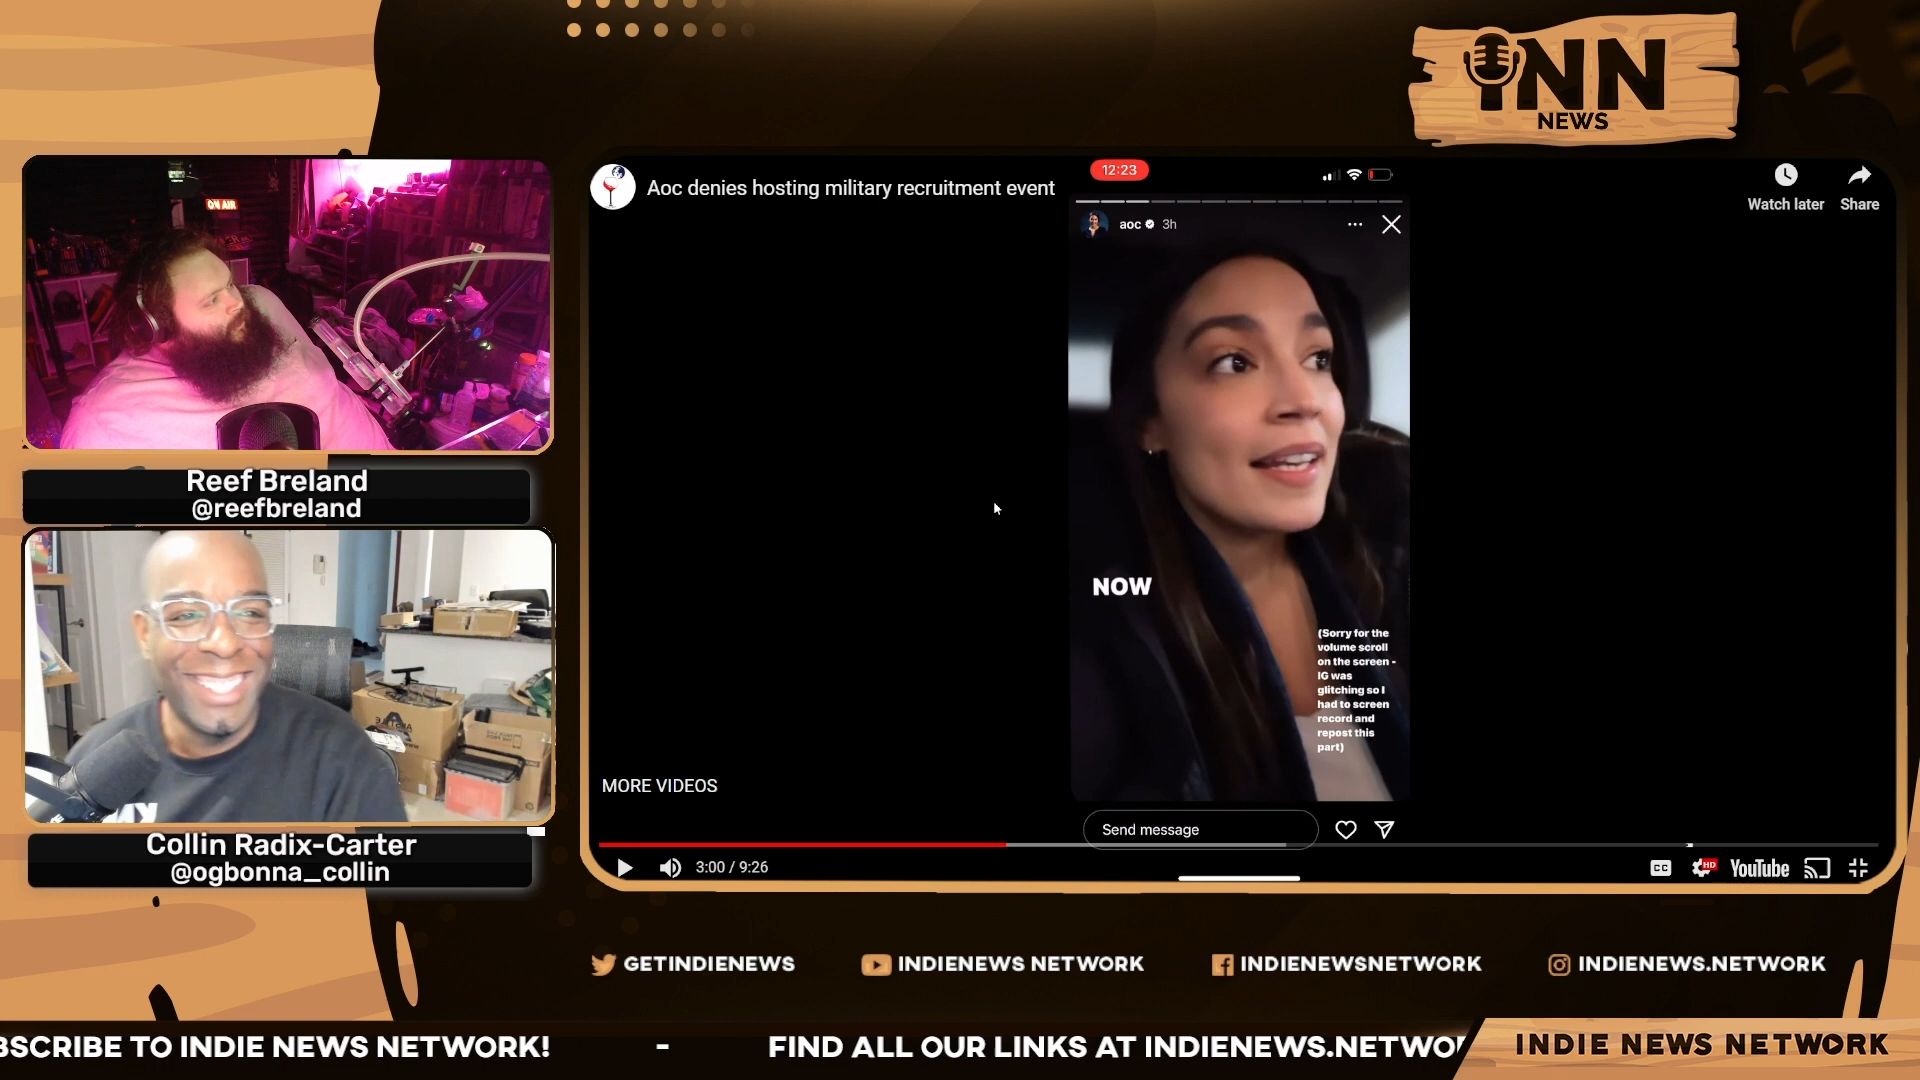 INN
NEWS
ON AIR
Reef Breland
@reefbreland
Collin Radix-Carter
@ogbonna_collin
Aoc denies hosting military recruitment event
12:23
Watch later
Share
aoc 3h
NOW
(Sorry for the
volume scroll
on the screen -
IG was
glitching so I
had to screen
record and
repost this
part)
MORE VIDEOS
Send message
3:00 / 9:26
CC
HD
YouTube
GETINDIENEWS
INDIENEWS NETWORK
INDIENEWSNETWORK
INDIENEWS.NETWORK
BSCRIBE TO INDIE NEWS NETWORK!
-
FIND ALL OUR LINKS AT INDIENEWS.NETWO
INDIE NEWS NETWORK